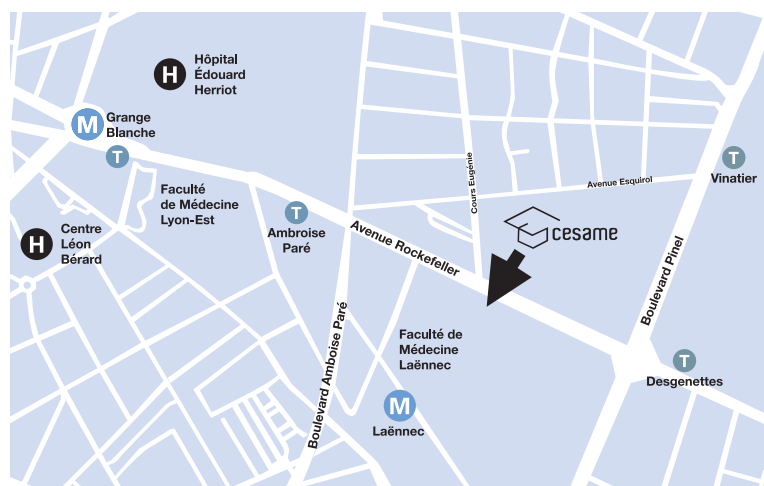 H
Hôpital
Édouard
Herriot
M
Grange
Blanche
T
Faculté
de Médecine
Lyon-Est
H
Centre
Léon
Bérard
T
Ambroise
Paré
Avenue Rockefeller
Cours Eugénie
Avenue Esquirol
T
Vinatier
cesame
Boulevard Pinel
Boulevard Amboise Paré
Faculté de
Médecine
Laënnec
M
Laënnec
T
Desgenettes